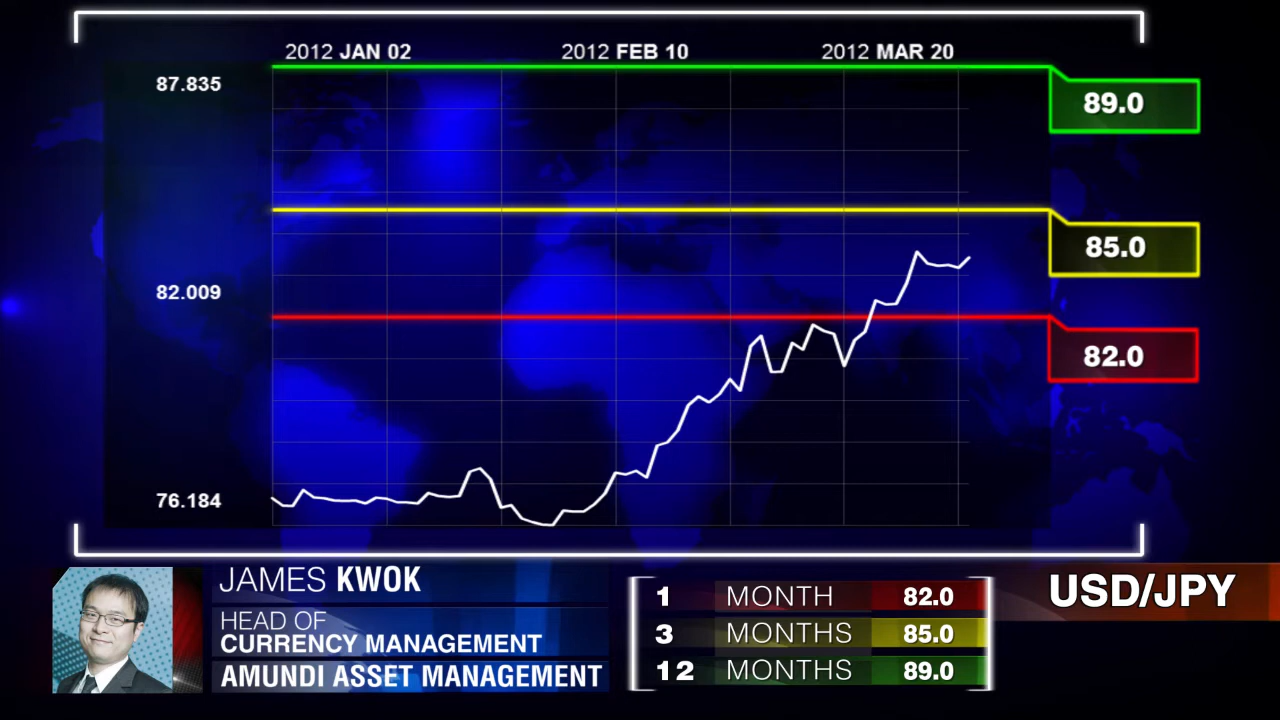 2012 JAN 02
2012 FEB 10
2012 MAR 20
87.835
89.0
85.0
82.009
82.0
76.184
JAMES KWOK
HEAD OF
CURRENCY MANAGEMENT
AMUNDI ASSET MANAGEMENT
1 MONTH 82.0
3 MONTHS 85.0
12 MONTHS 89.0
USD/JPY